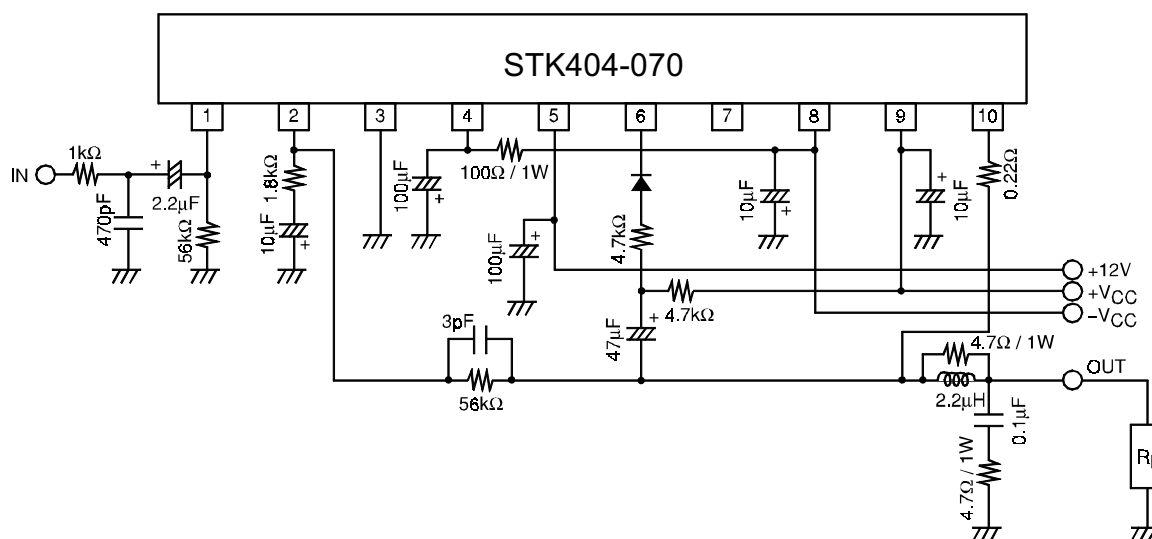 STK404-070
1 2 3 4 5 6 7 8 9 10
IN
1kΩ
470pF
+
2.2µF
56kΩ
1.8kΩ
10µF
+
100µF
+
100Ω / 1W
100µF
+
4.7kΩ
4.7kΩ
47µF
+
10µF
+
10µF
+
0.22Ω
+12V
+VCC
−VCC
3pF
56kΩ
4.7Ω / 1W
2.2µH
OUT
0.1µF
4.7Ω / 1W